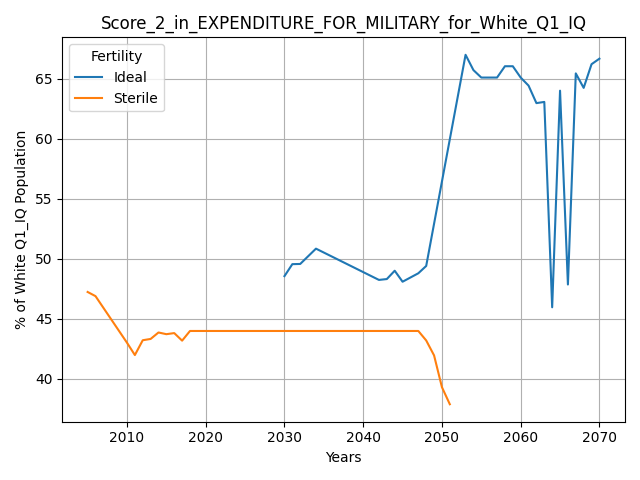 Score_2_in_EXPENDITURE_FOR_MILITARY_for_White_Q1_IQ
Fertility
Ideal
Sterile
% of White Q1_IQ Population
65
60
55
50
45
40
2010 2020 2030 2040 2050 2060 2070
Years